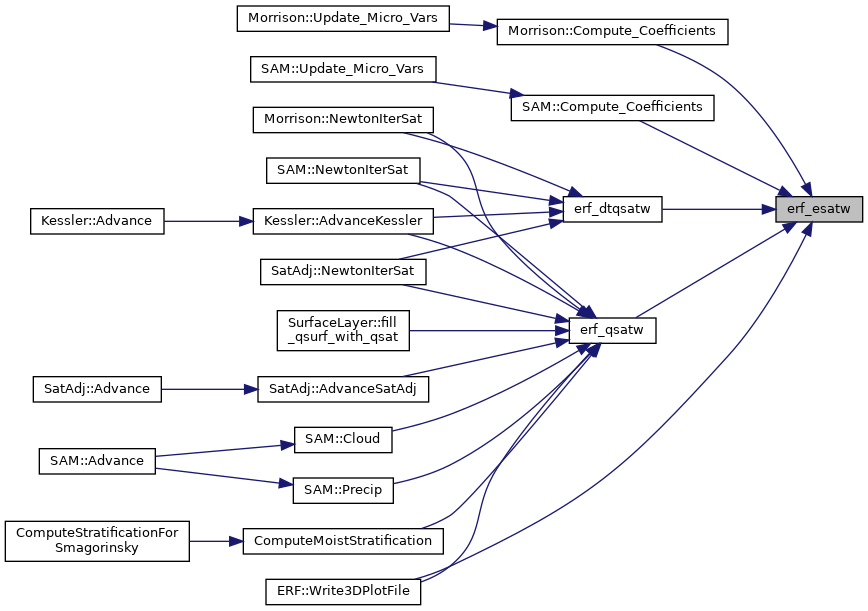 Morrison::Update_Micro_Vars
Morrison::Compute_Coefficients
SAM::Update_Micro_Vars
SAM::Compute_Coefficients
Morrison::NewtonIterSat
SAM::NewtonIterSat
erf_dtqsatw
erf_esatw
Kessler::Advance
Kessler::AdvanceKessler
SatAdj::NewtonIterSat
SurfaceLayer::fill
_qsurf_with_qsat
erf_qsatw
SatAdj::Advance
SatAdj::AdvanceSatAdj
SAM::Cloud
SAM::Advance
SAM::Precip
ComputeStratificationFor
Smagorinsky
ComputeMoistStratification
ERF::Write3DPlotFile